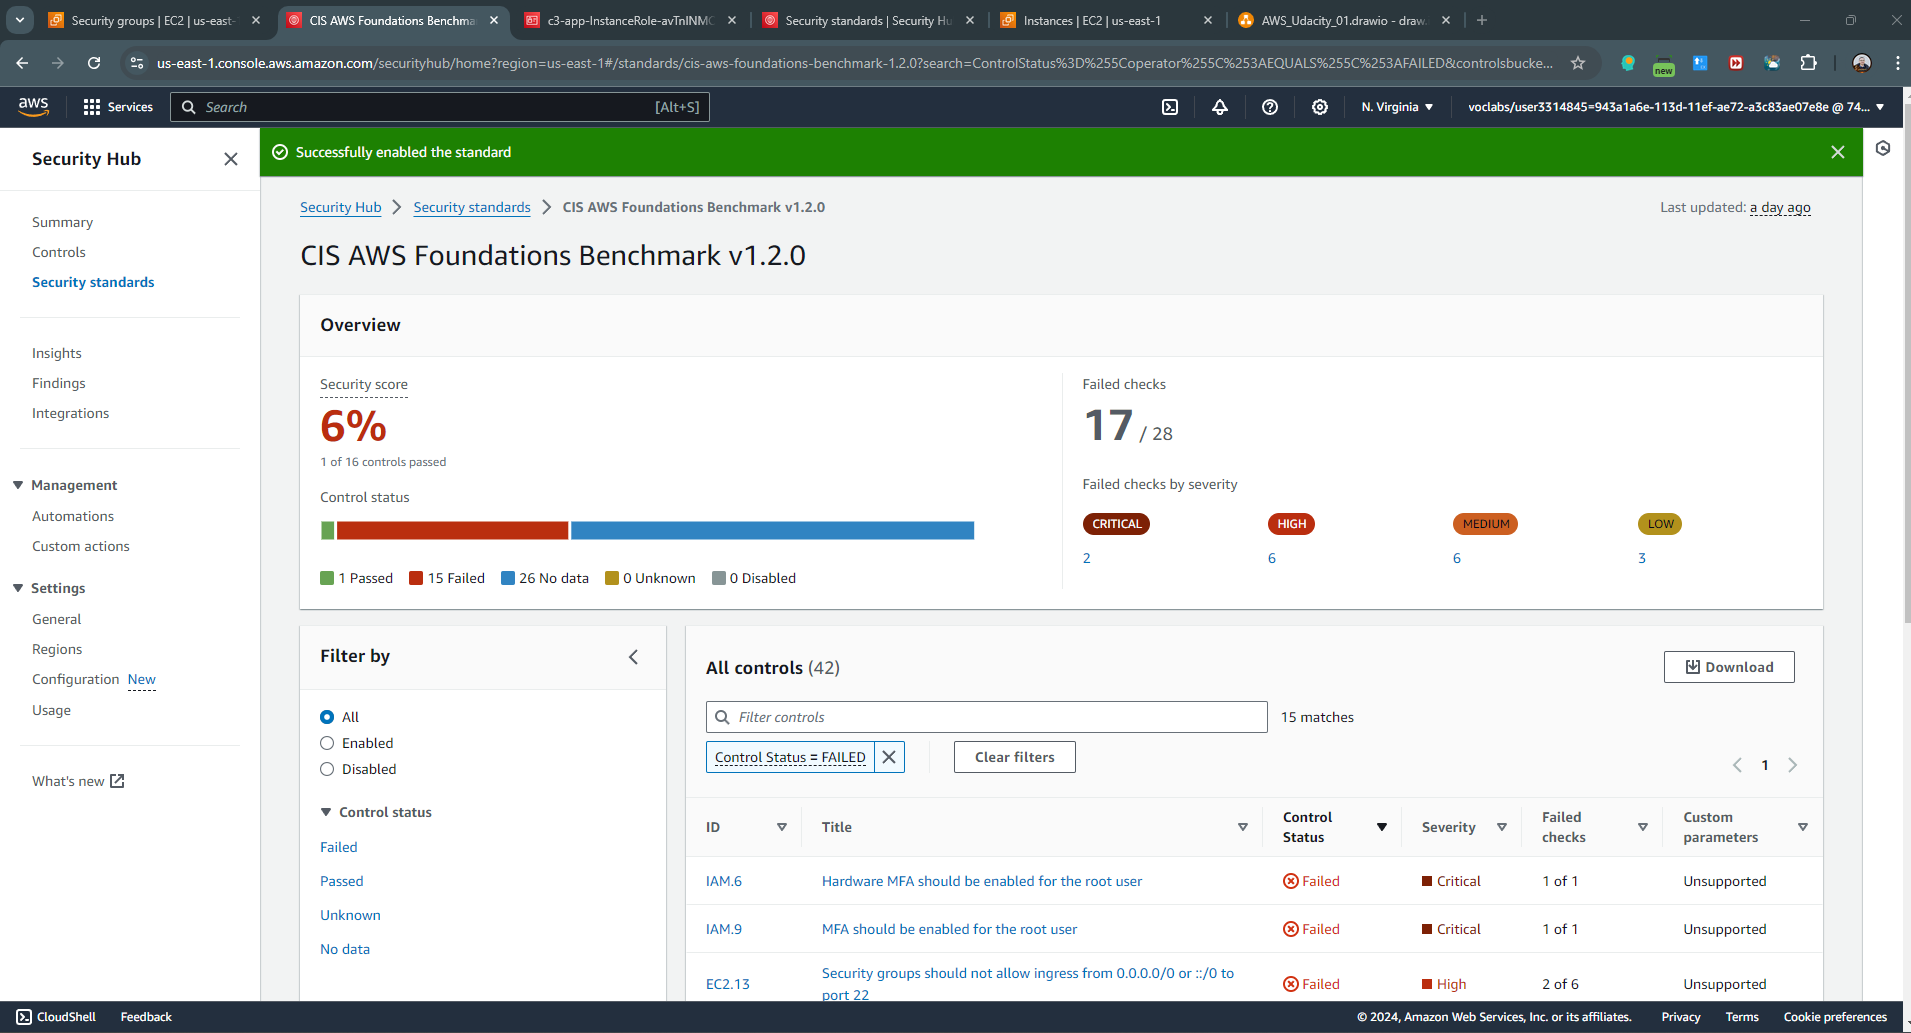 Security groups | EC2 | us-east-
CIS AWS Foundations Benchma
c3-app-InstanceRole-avTnINMC
Security standards | Security Hu
Instances | EC2 | us-east-1
AWS_Udacity_01.drawio - draw.
us-east-1.console.aws.amazon.com/securityhub/home?region=us-east-1#/standards/cis-aws-foundations-benchmark-1.2.0?search=ControlStatus%3D%255Coperator%255C%253AEQUALS%255C%253AFAILED&controlsbucke...
new
aws
Services
Search
[Alt+S]
N. Virginia
voclabs/user3314845=943a1a6e-113d-11ef-ae72-a3c83ae07e8e @ 74...
Security Hub
Summary
Controls
Security standards
Insights
Findings
Integrations
Management
Automations
Custom actions
Settings
General
Regions
Configuration New
Usage
What's new
Successfully enabled the standard
Security Hub > Security standards > CIS AWS Foundations Benchmark v1.2.0
Last updated: a day ago
CIS AWS Foundations Benchmark v1.2.0
Overview
Security score
6%
1 of 16 controls passed
Control status
1 Passed
15 Failed
26 No data
0 Unknown
0 Disabled
Failed checks
17 / 28
Failed checks by severity
CRITICAL
HIGH
MEDIUM
LOW
2
6
6
3
Filter by
All
Enabled
Disabled
Control status
Failed
Passed
Unknown
No data
All controls (42)
Download
Filter controls
15 matches
Control Status = FAILED
Clear filters
1
ID
Title
Control Status
Severity
Failed checks
Custom parameters
IAM.6
Hardware MFA should be enabled for the root user
Failed
Critical
1 of 1
Unsupported
IAM.9
MFA should be enabled for the root user
Failed
Critical
1 of 1
Unsupported
EC2.13
Security groups should not allow ingress from 0.0.0.0/0 or ::/0 to
port 22
Failed
High
2 of 6
Unsupported
CloudShell
Feedback
© 2024, Amazon Web Services, Inc. or its affiliates.
Privacy
Terms
Cookie preferences